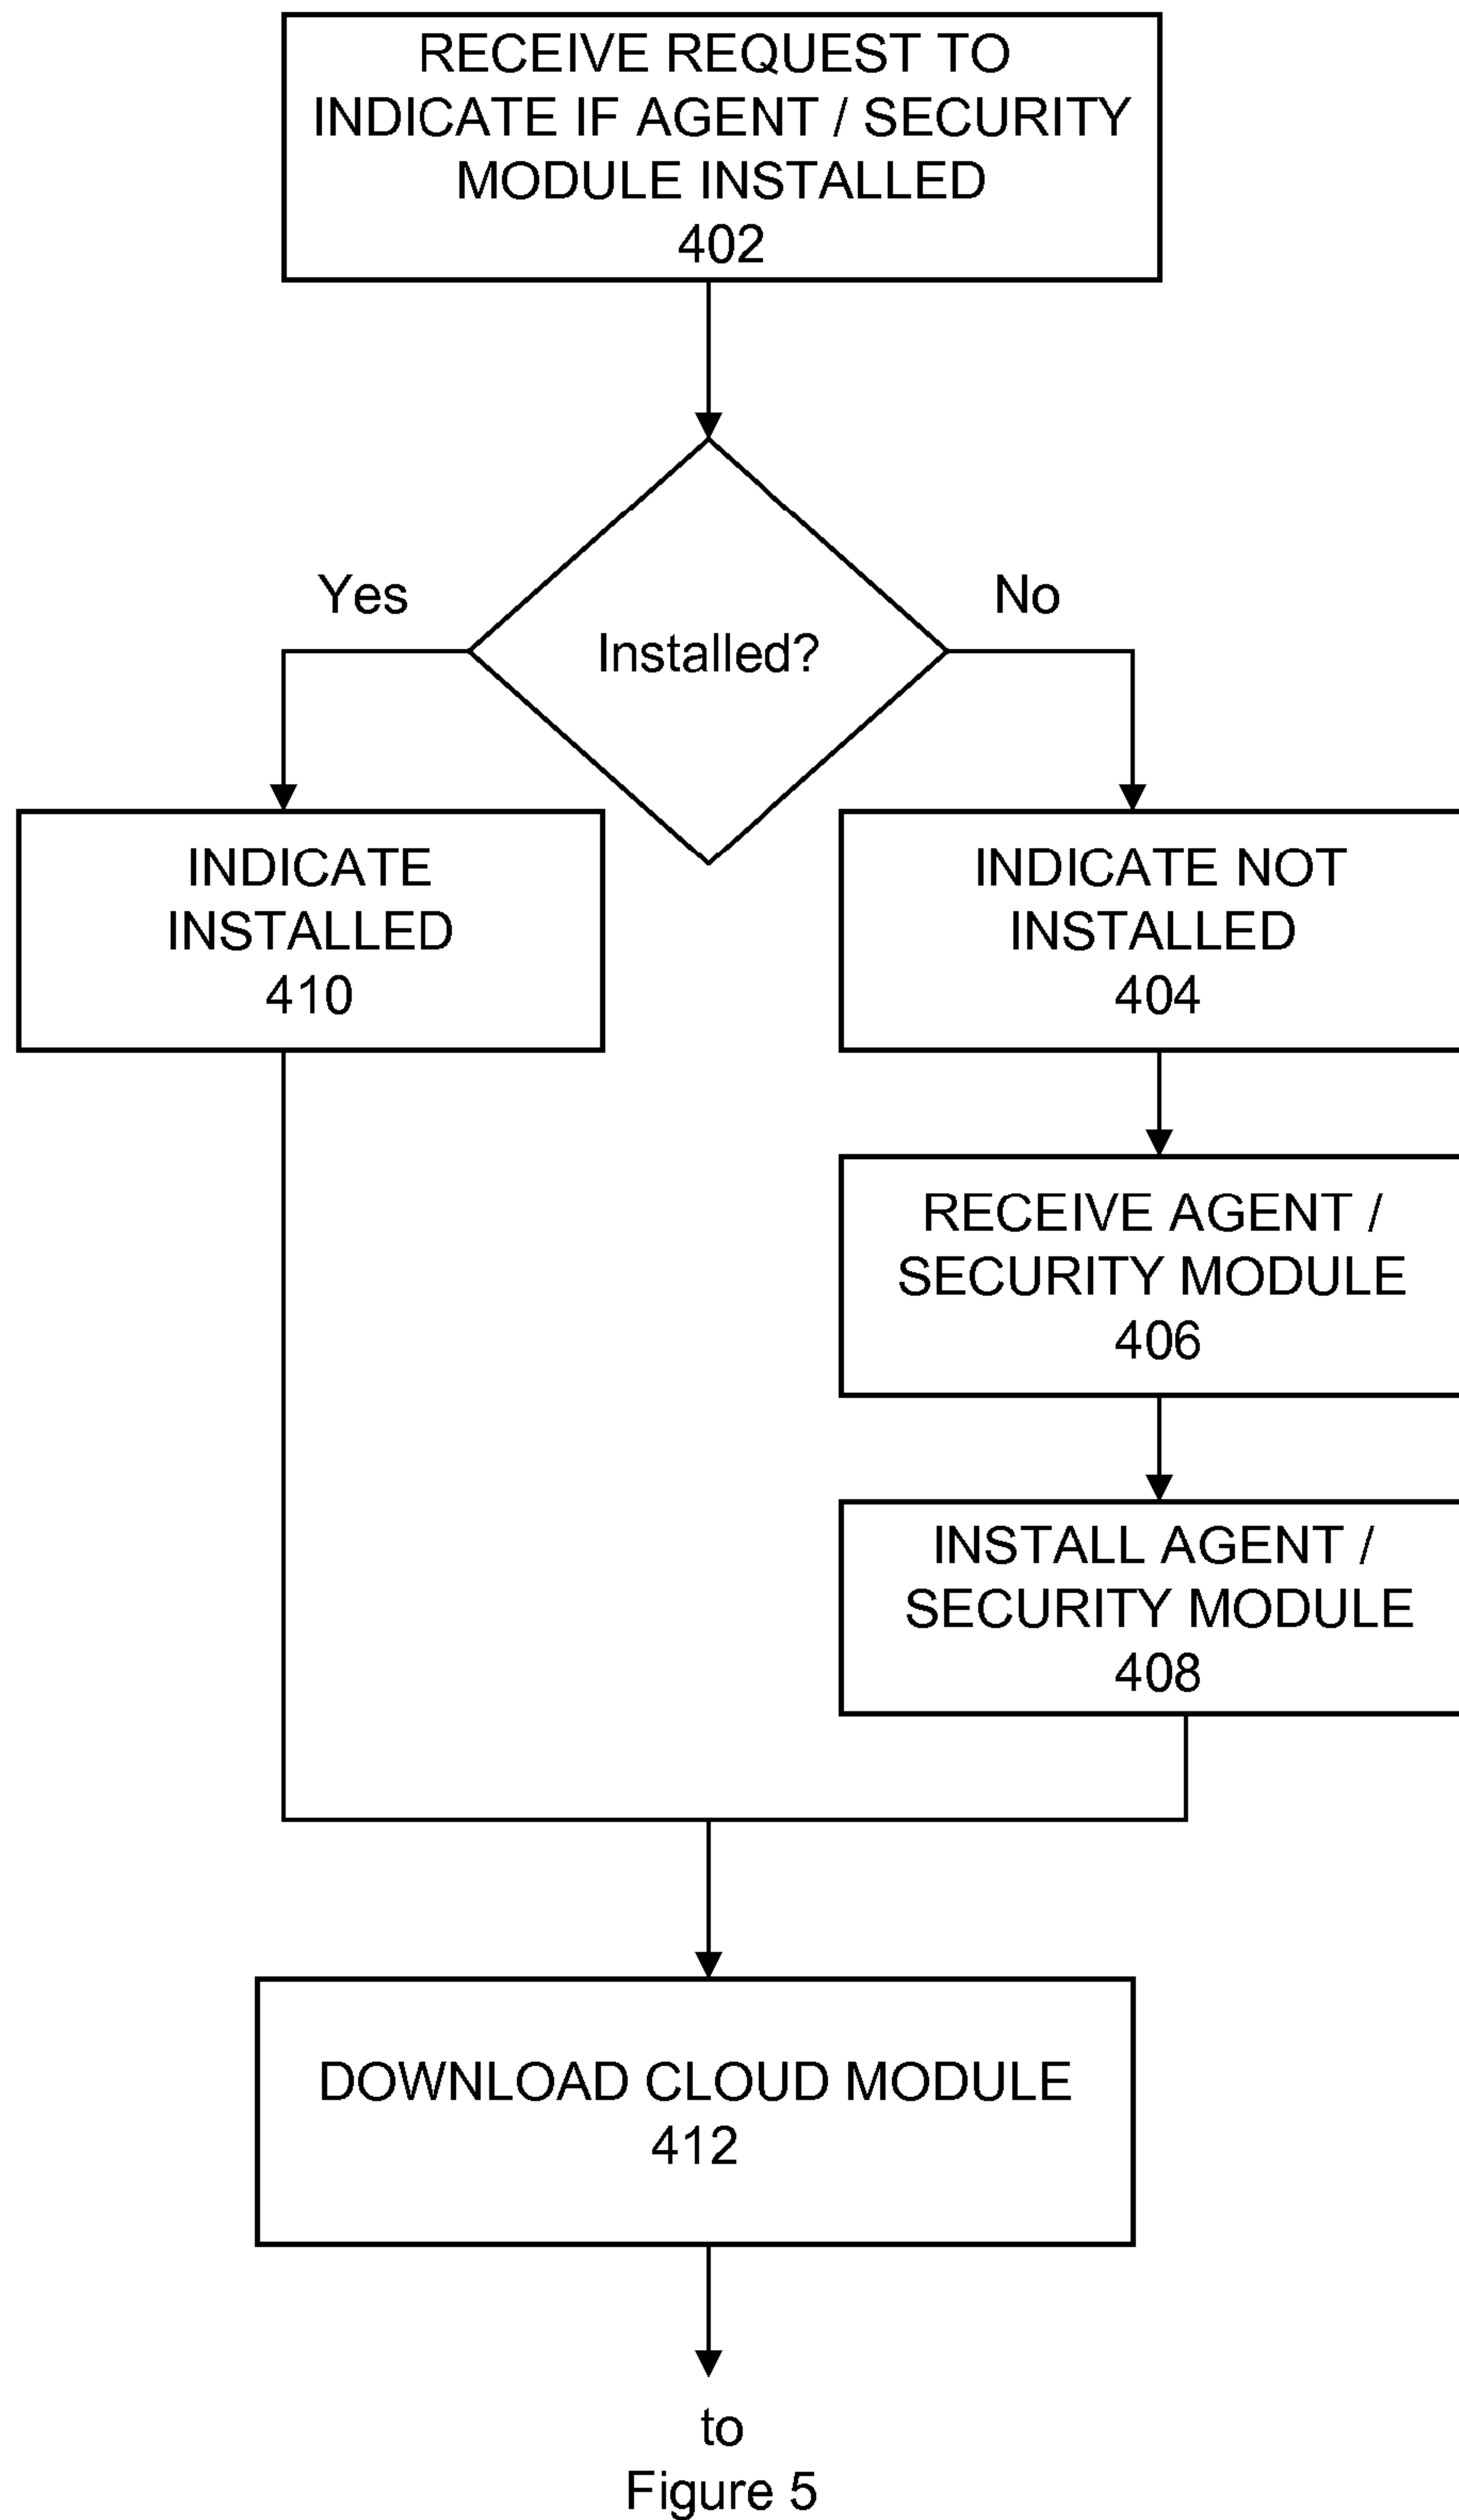 RECEIVE REQUEST TO
INDICATE IF AGENT / SECURITY
MODULE INSTALLED
402
Yes
No
Installed?
INDICATE
INSTALLED
410
INDICATE NOT
INSTALLED
404
RECEIVE AGENT /
SECURITY MODULE
406
INSTALL AGENT /
SECURITY MODULE
408
DOWNLOAD CLOUD MODULE
412
to
Figure 5